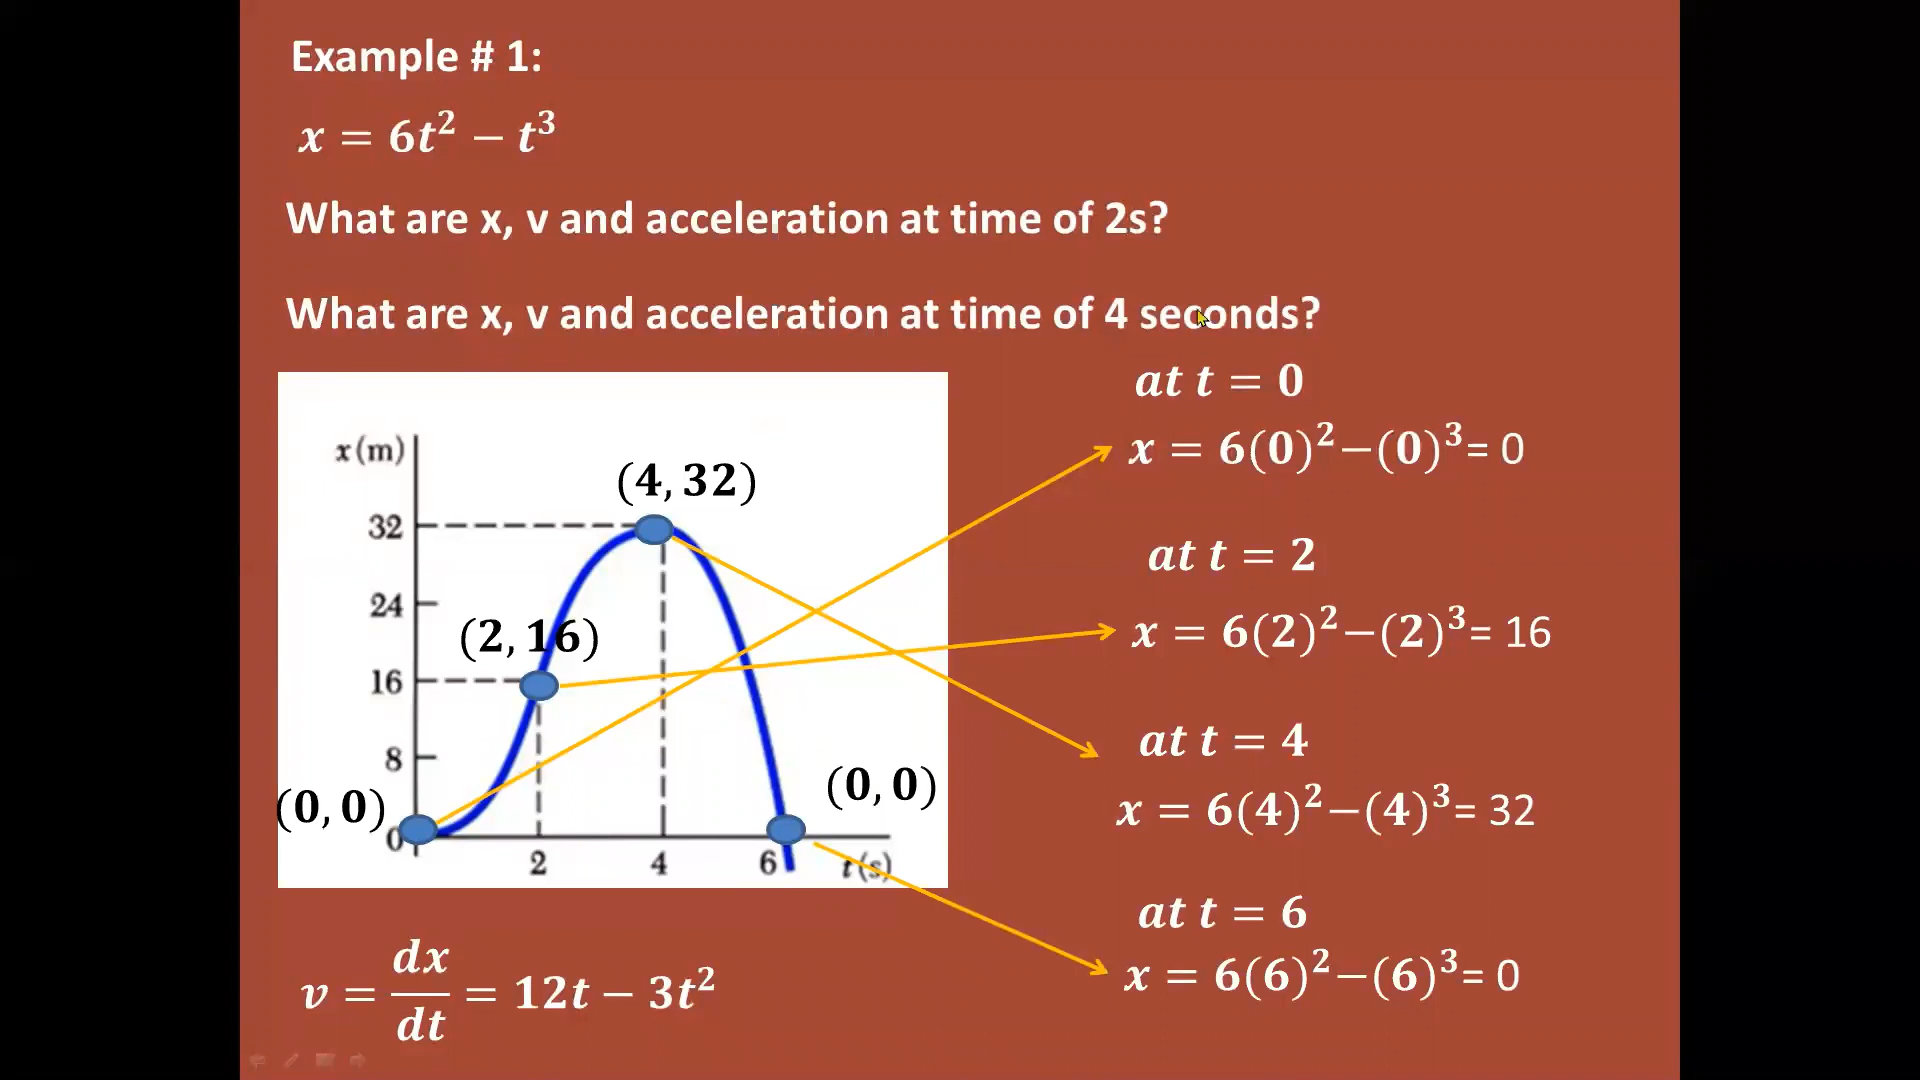 Example # 1:
x = 6t² − t³
What are x, v and acceleration at time of 2s?
What are x, v and acceleration at time of 4 seconds?
x (m)
32
24
16
8
0
2
4
6
t (s)
(4, 32)
(2, 16)
(0, 0)
(0, 0)
at t = 0
x = 6(0)²−(0)³= 0
at t = 2
x = 6(2)²−(2)³= 16
at t = 4
x = 6(4)²−(4)³= 32
at t = 6
x = 6(6)²−(6)³= 0
v = dx/dt = 12t − 3t²